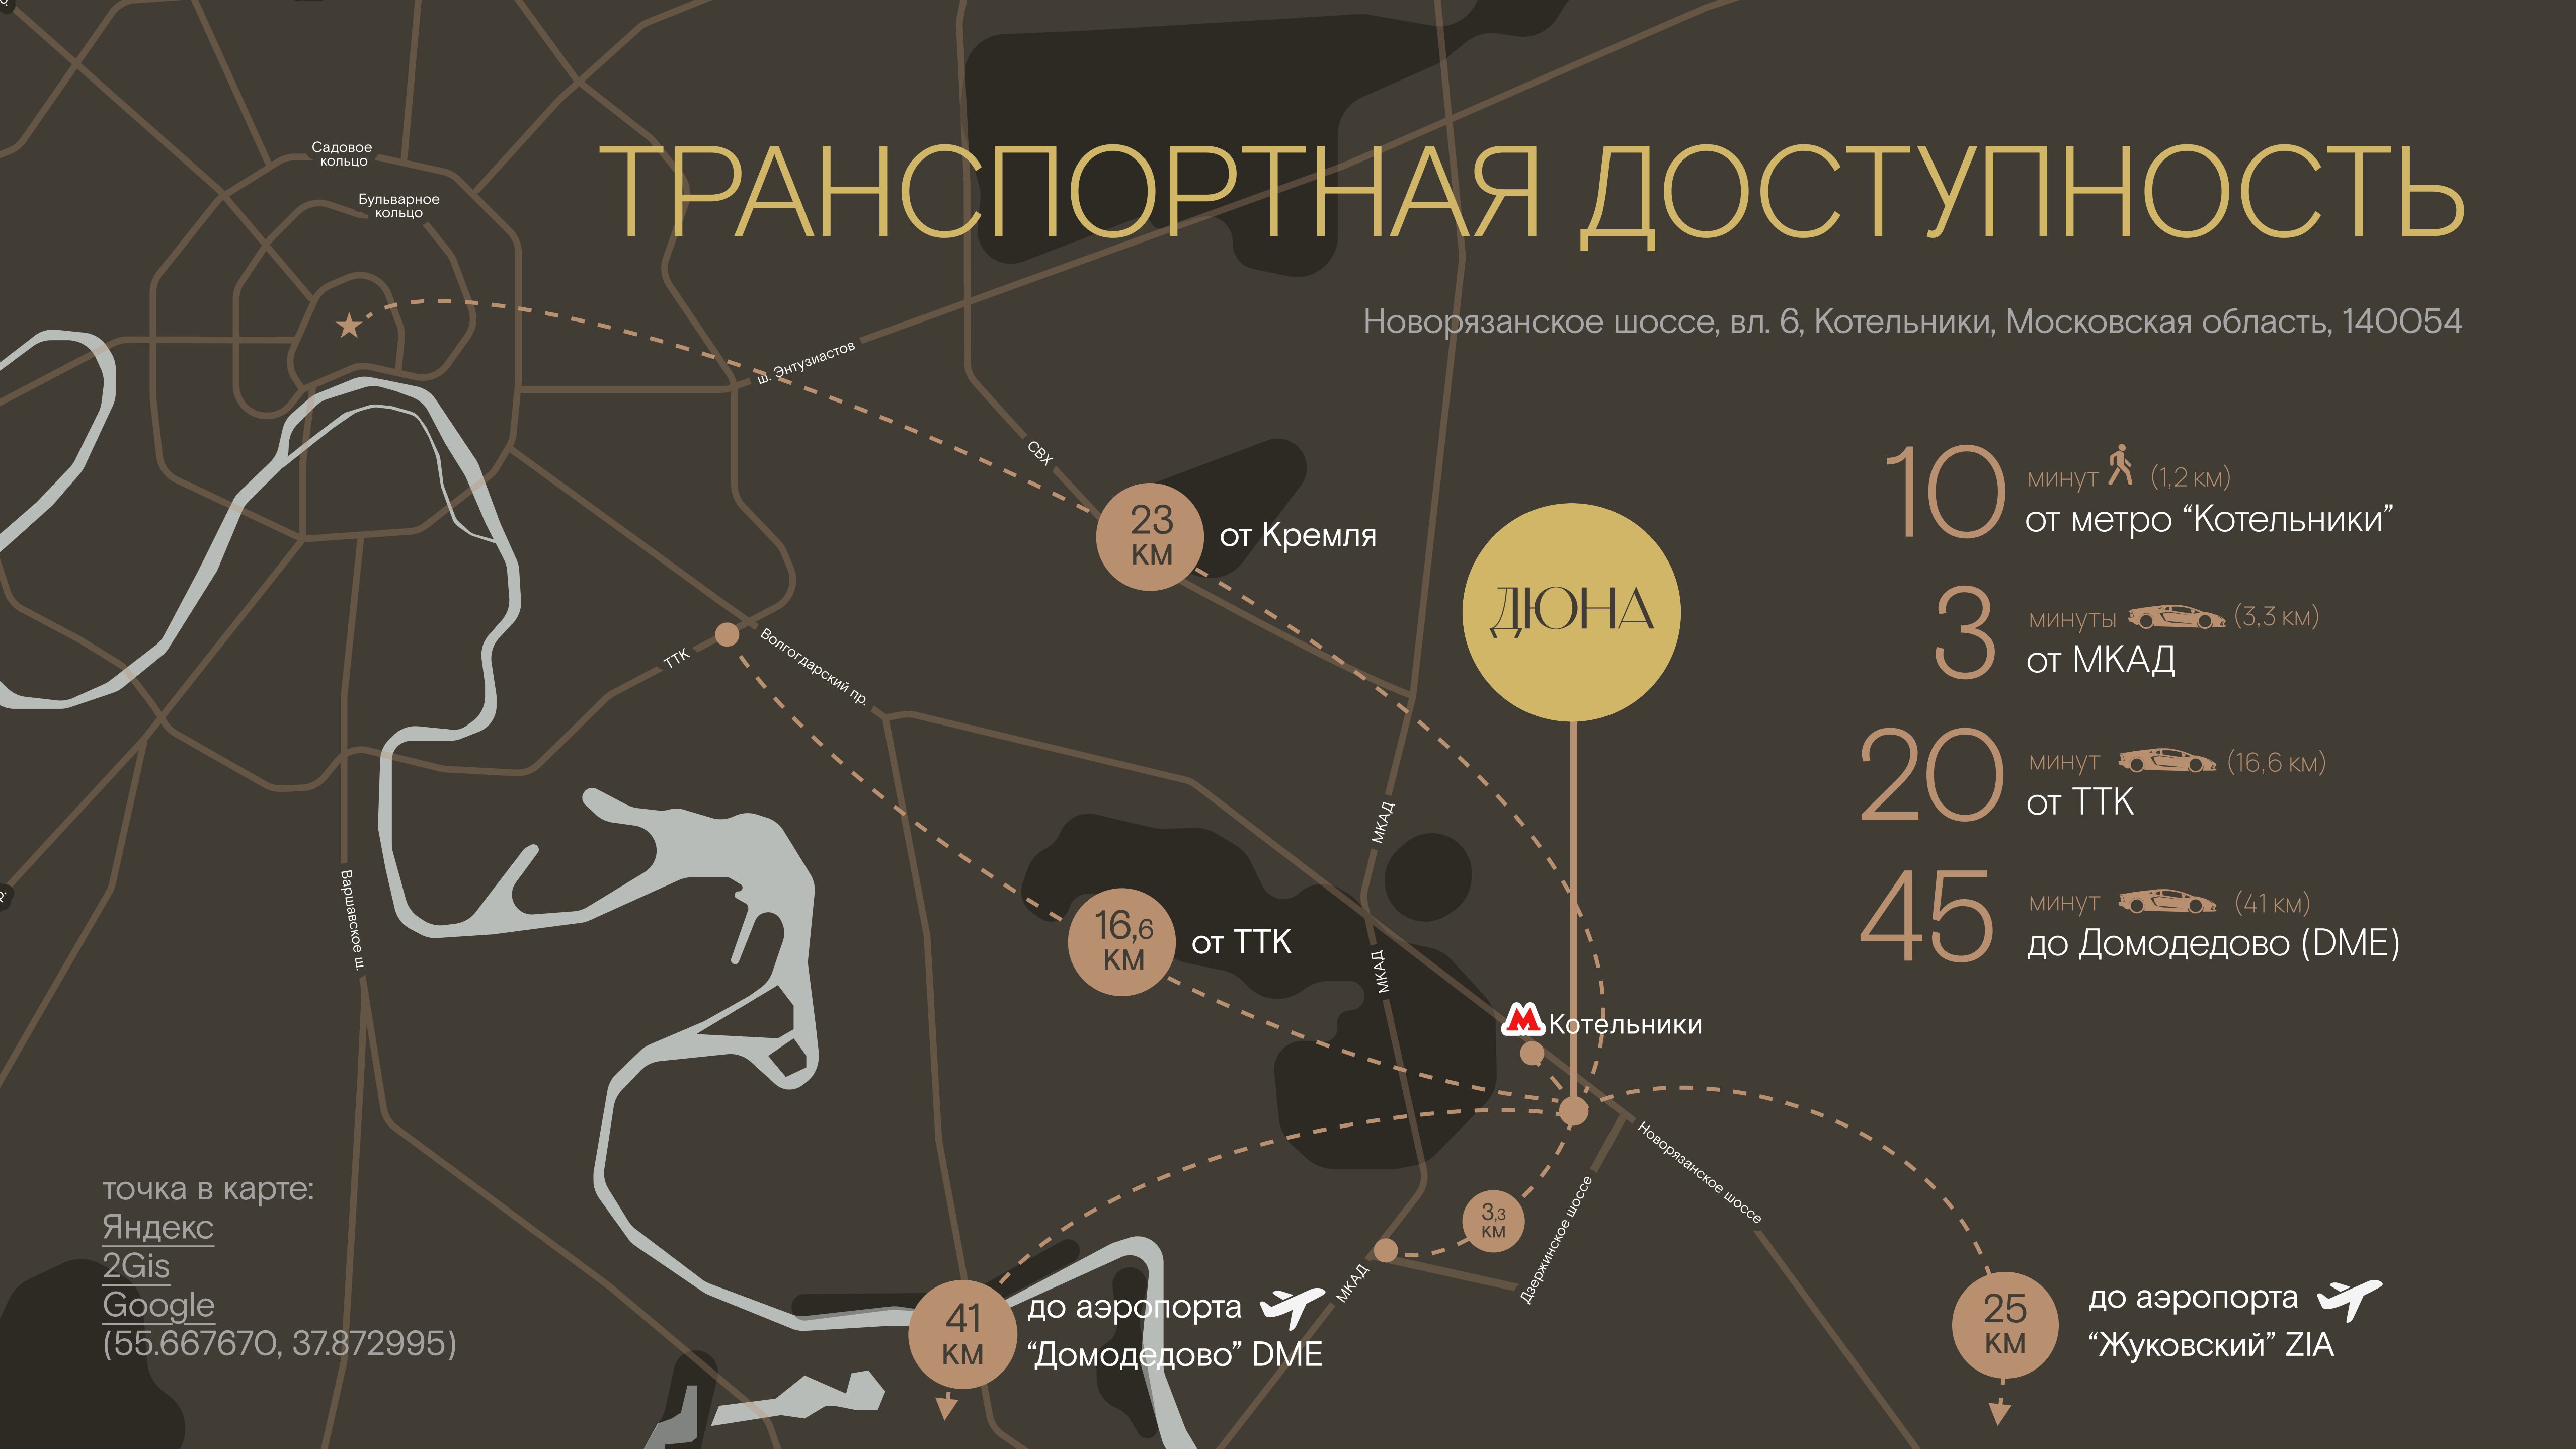 ТРАНСПОРТНАЯ ДОСТУПНОСТЬ
Новорязанское шоссе, вл. 6, Котельники, Московская область, 140054
Садовое
кольцо
Бульварное
кольцо
ш. Энтузиастов
СВХ
23
КМ
от Кремля
ДЮНА
10 минут (1,2 км)
от метро “Котельники”
3 минуты (3,3 км)
от МКАД
20 минут (16,6 км)
от ТТК
45 минут (41 км)
до Домодедово (DME)
ТТК
Волгогдарский пр.
МКАД
Варшавское ш.
16,6
КМ
от ТТК
МКАД
М Котельники
Новорязанское шоссе
Дзержинское шоссе
3,3
КМ
МКАД
точка в карте:
Яндекс
2Gis
Google
(55.667670, 37.872995)
41
КМ
до аэропорта
“Домодедово” DME
25
КМ
до аэропорта
“Жуковский” ZIA